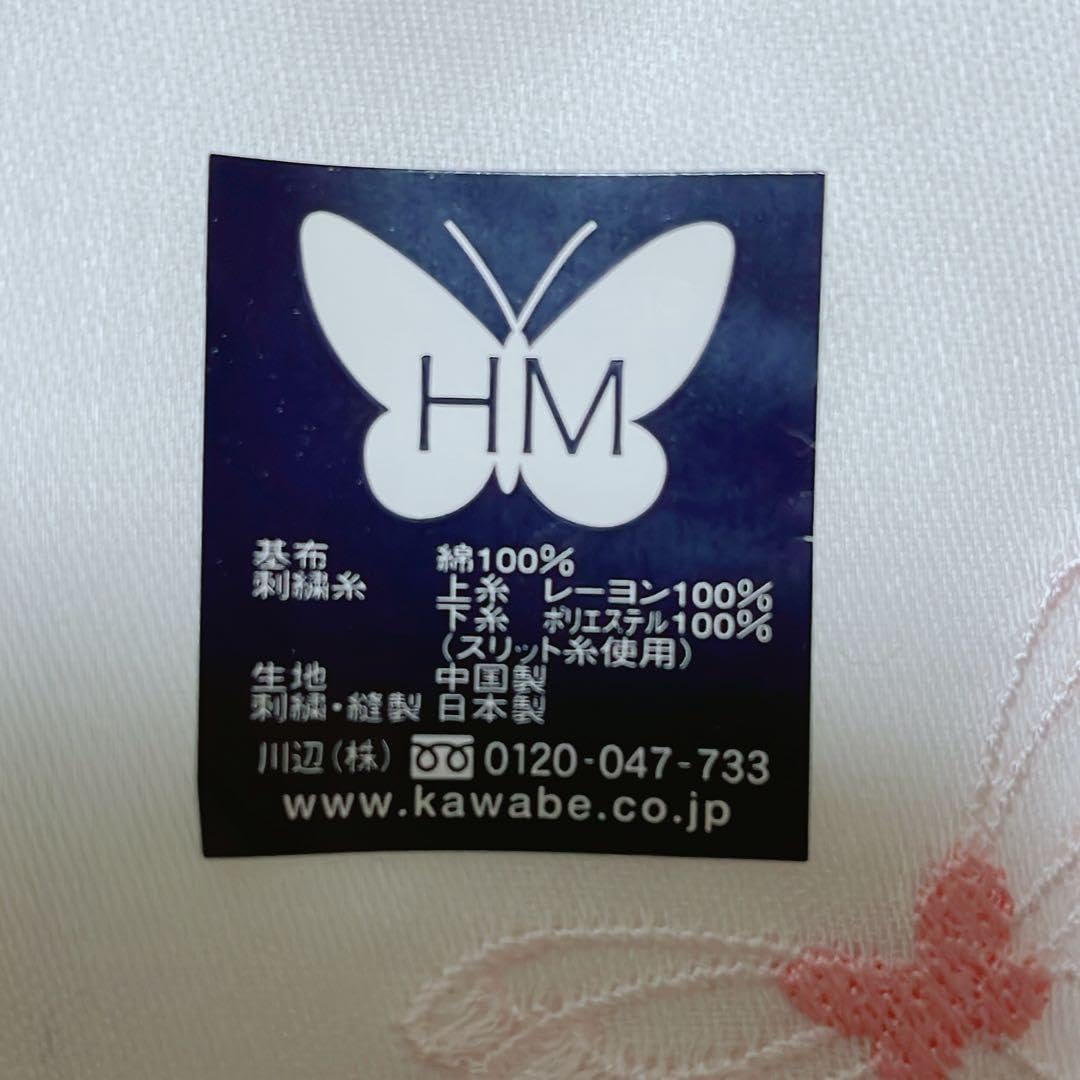 HM
基布 綿100%
刺繍糸 上糸 レーヨン100%
下糸 ポリエステル100%
(スリット糸使用)
生地 中国製
刺繍・縫製 日本製
川辺(株) 0120-047-733
www.kawabe.co.jp